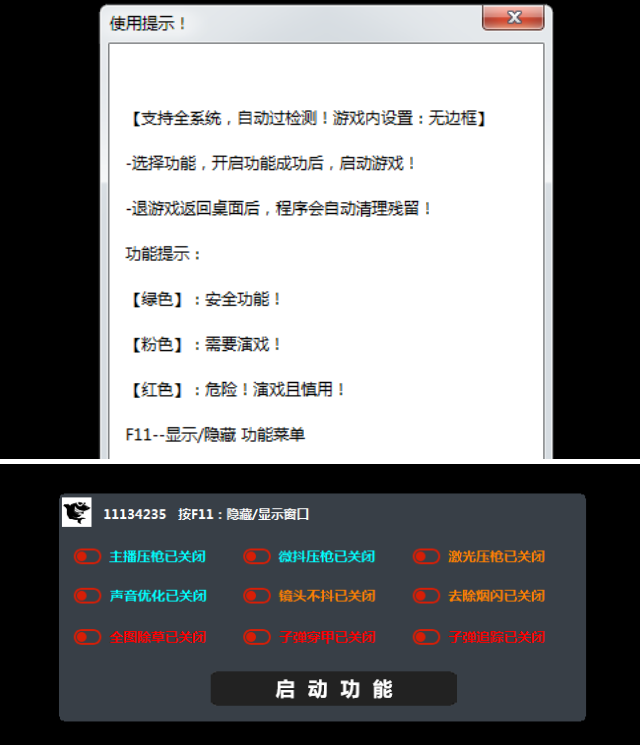 使用提示！
【支持全系统，自动过检测！游戏内设置：无边框】
-选择功能，开启功能成功后，启动游戏！
-退游戏返回桌面后，程序会自动清理残留！
功能提示：
【绿色】：安全功能！
【粉色】：需要演戏！
【红色】：危险！演戏且慎用！
F11--显示/隐藏 功能菜单
11134235 按F11：隐藏/显示窗口
主播压枪已关闭 微抖压枪已关闭 激光压枪已关闭
声音优化已关闭 镜头不抖已关闭 去除烟闪已关闭
全图除草已关闭 子弹穿甲已关闭 子弹追踪已关闭
启动功能